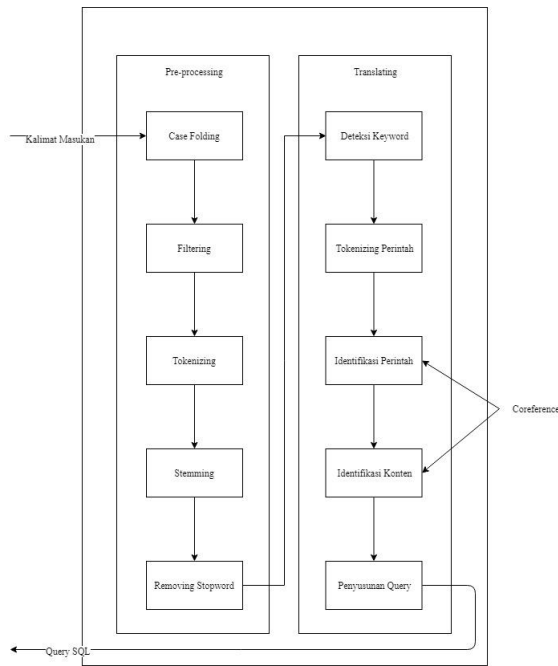 Pre-processing
Translating
Kalimat Masukan
Case Folding
Deteksi Keyword
Filtering
Tokenizing Perintah
Tokenizing
Identifikasi Perintah
Coreference
Stemming
Identifikasi Konten
Removing Stopword
Penyusunan Query
Query SQL